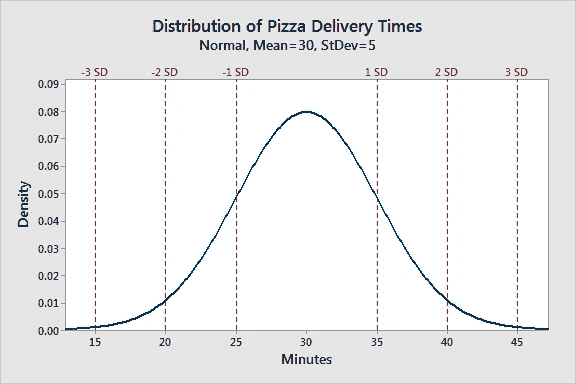 Distribution of Pizza Delivery Times
Normal, Mean=30, StDev=5
-3 SD -2 SD -1 SD 1 SD 2 SD 3 SD
0.09
0.08
0.07
0.06
0.05
0.04
0.03
0.02
0.01
0.00
Density
15 20 25 30 35 40 45
Minutes